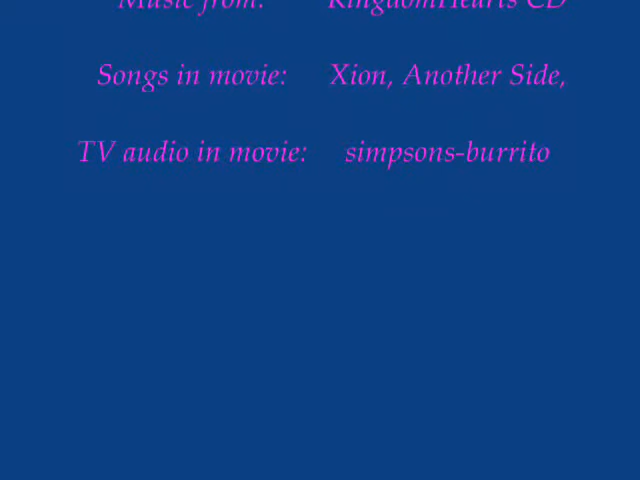 Music from: KingdomHearts CD
Songs in movie: Xion, Another Side,
TV audio in movie: simpsons-burrito